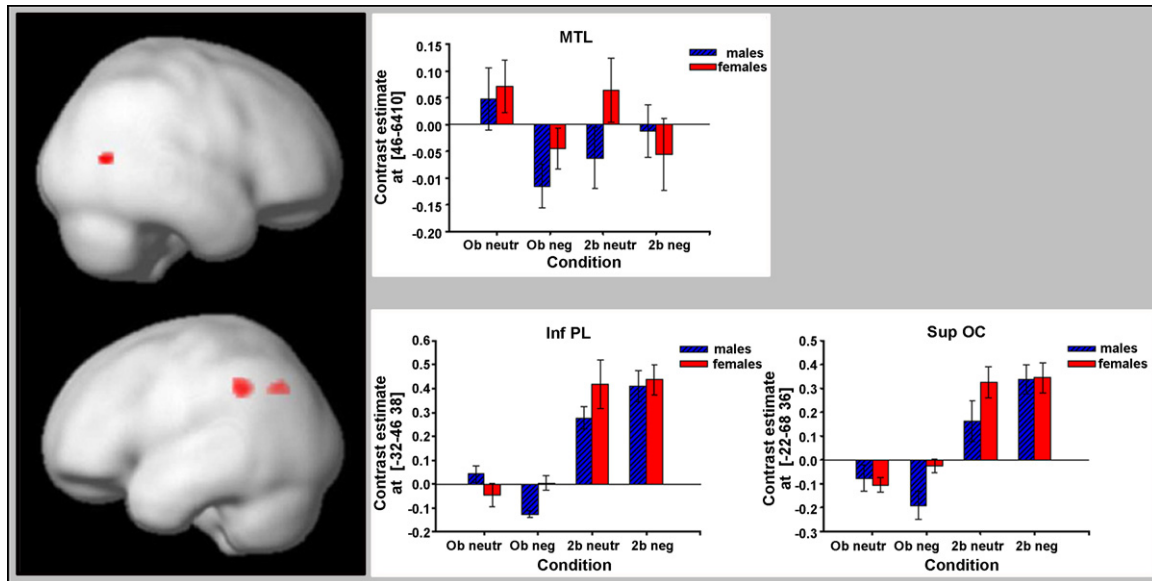 MTL
males
females
0.15
0.10
0.05
0.00
-0.05
-0.01
-0.15
-0.20
Contrast estimate
at [46-6410]
Ob neutr Ob neg 2b neutr 2b neg
Condition
Inf PL
males
females
0.6
0.5
0.4
0.3
0.2
0.1
0.0
-0.1
-0.2
Contrast estimate
at [-32-46 38]
Ob neutr Ob neg 2b neutr 2b neg
Condition
Sup OC
males
females
0.5
0.4
0.3
0.2
0.1
0.0
-0.1
-0.2
-0.3
Contrast estimate
at [-22-68 36]
Ob neutr Ob neg 2b neutr 2b neg
Condition